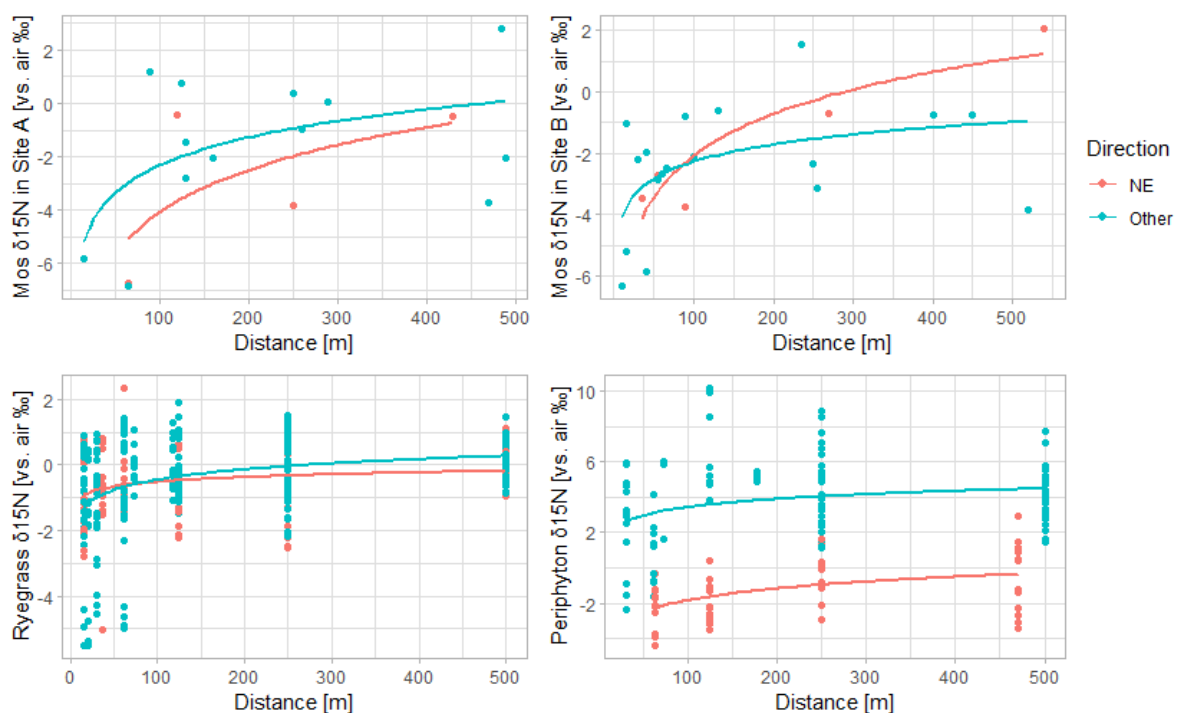 Mos δ15N in Site A [vs. air ‰]
2
0
-2
-4
-6
100 200 300 400 500
Distance [m]
Mos δ15N in Site B [vs. air ‰]
2
0
-2
-4
-6
100 200 300 400 500
Distance [m]
Direction
NE
Other
Ryegrass δ15N [vs. air ‰]
2
0
-2
-4
0 100 200 300 400 500
Distance [m]
Periphyton δ15N [vs. air ‰]
10
6
2
-2
100 200 300 400 500
Distance [m]